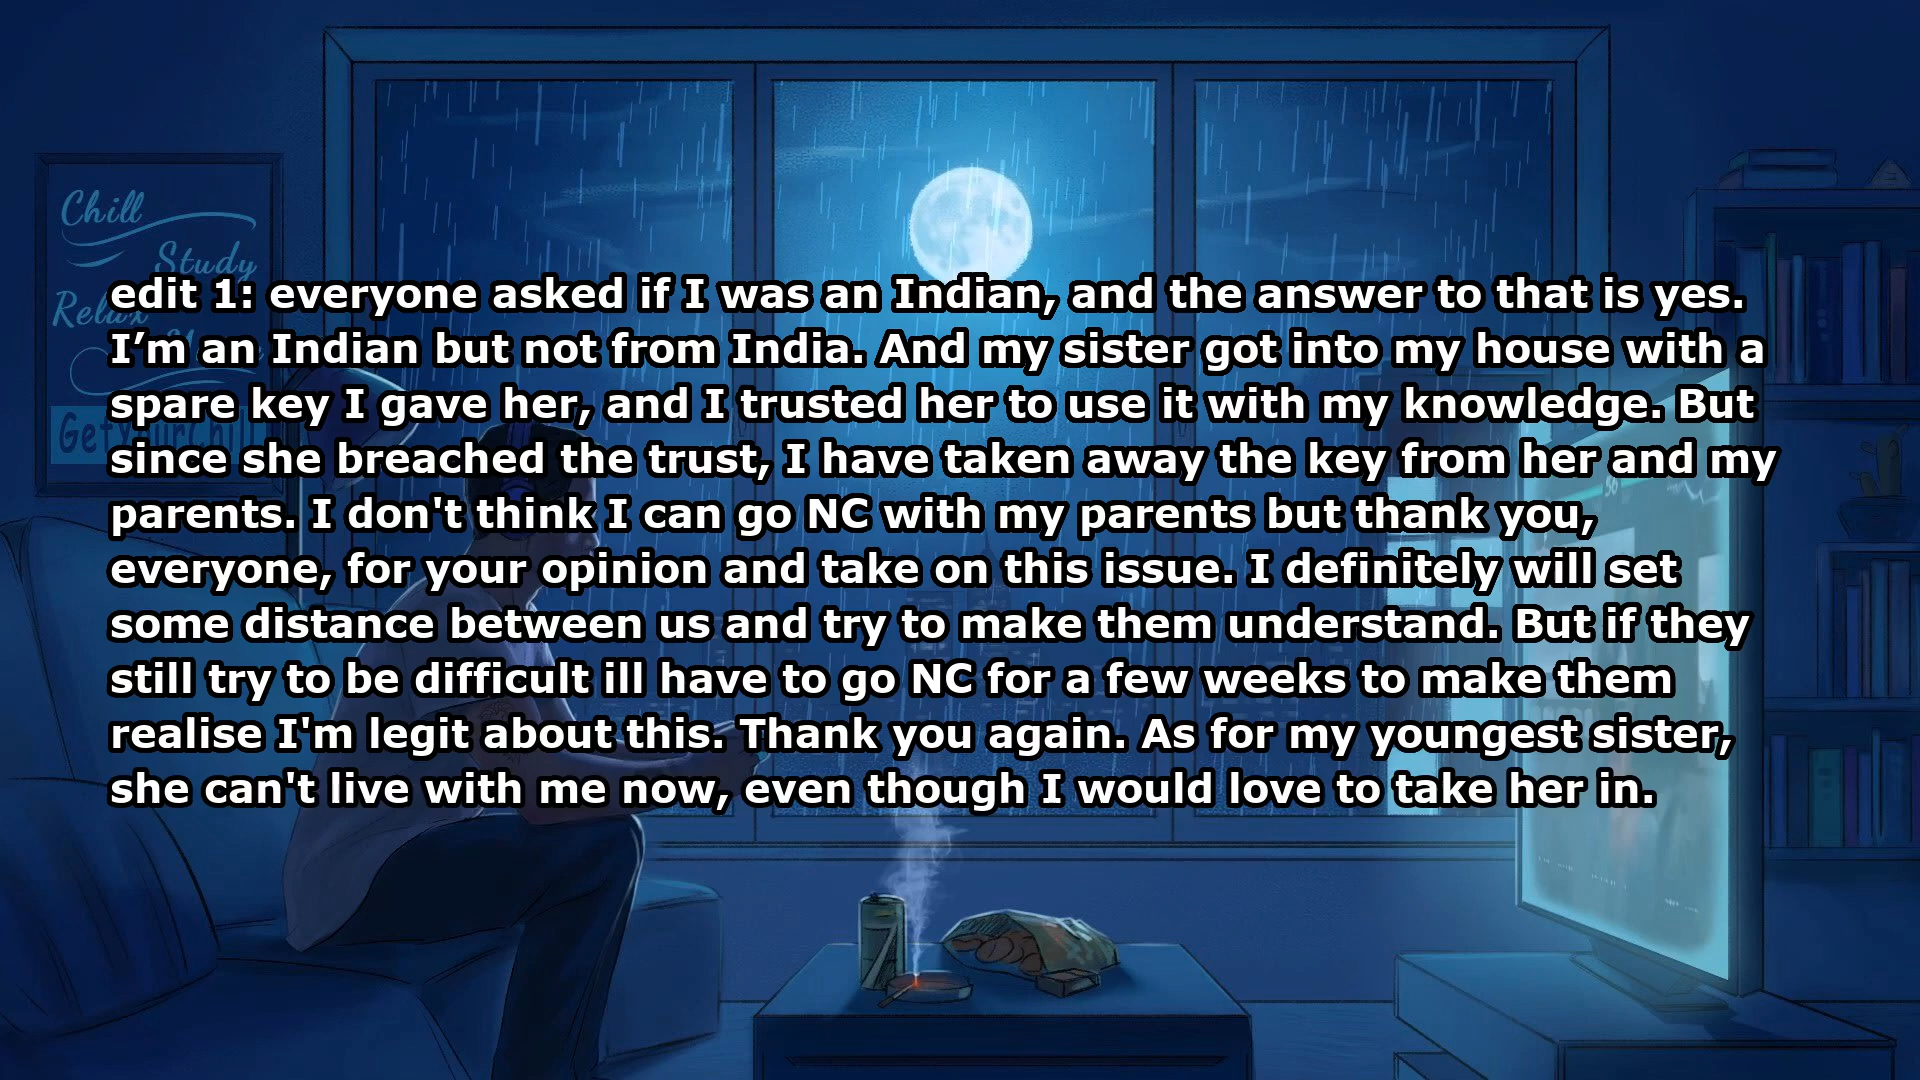 Chill
Study
Relax
edit 1: everyone asked if I was an Indian, and the answer to that is yes.
I’m an Indian but not from India. And my sister got into my house with a
spare key I gave her, and I trusted her to use it with my knowledge. But
since she breached the trust, I have taken away the key from her and my
parents. I don't think I can go NC with my parents but thank you,
everyone, for your opinion and take on this issue. I definitely will set
some distance between us and try to make them understand. But if they
still try to be difficult ill have to go NC for a few weeks to make them
realise I'm legit about this. Thank you again. As for my youngest sister,
she can't live with me now, even though I would love to take her in.
GetYourChill
56